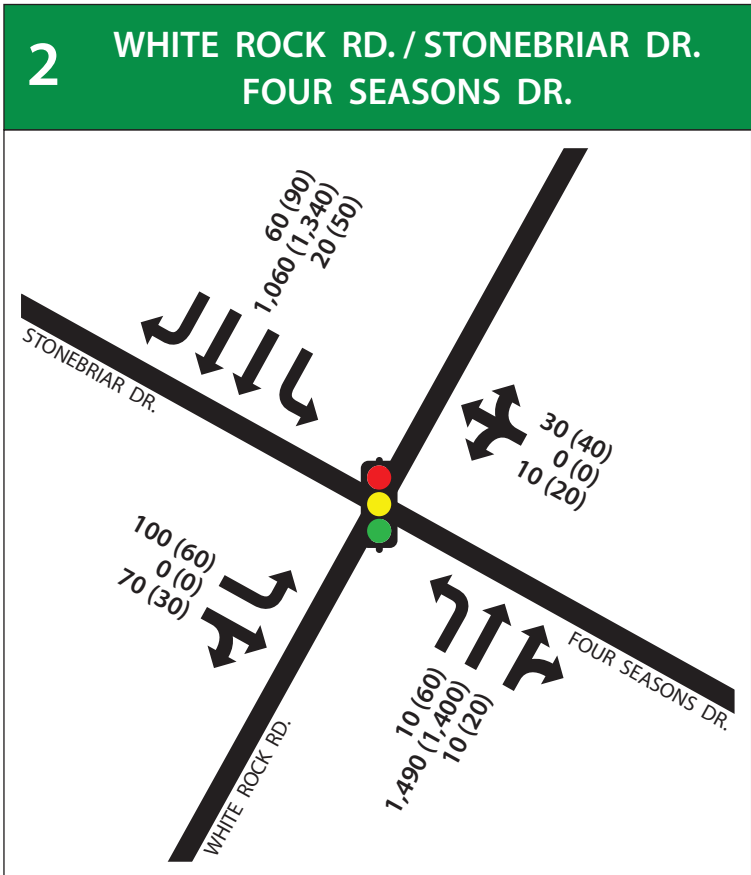 2
WHITE ROCK RD. / STONEBRIAR DR.
FOUR SEASONS DR.
60 (90)
1,060 (1,340)
20 (50)
STONEBRIAR DR.
30 (40)
0 (0)
10 (20)
100 (60)
0 (0)
70 (30)
FOUR SEASONS DR.
10 (60)
1,490 (1,400)
10 (20)
WHITE ROCK RD.